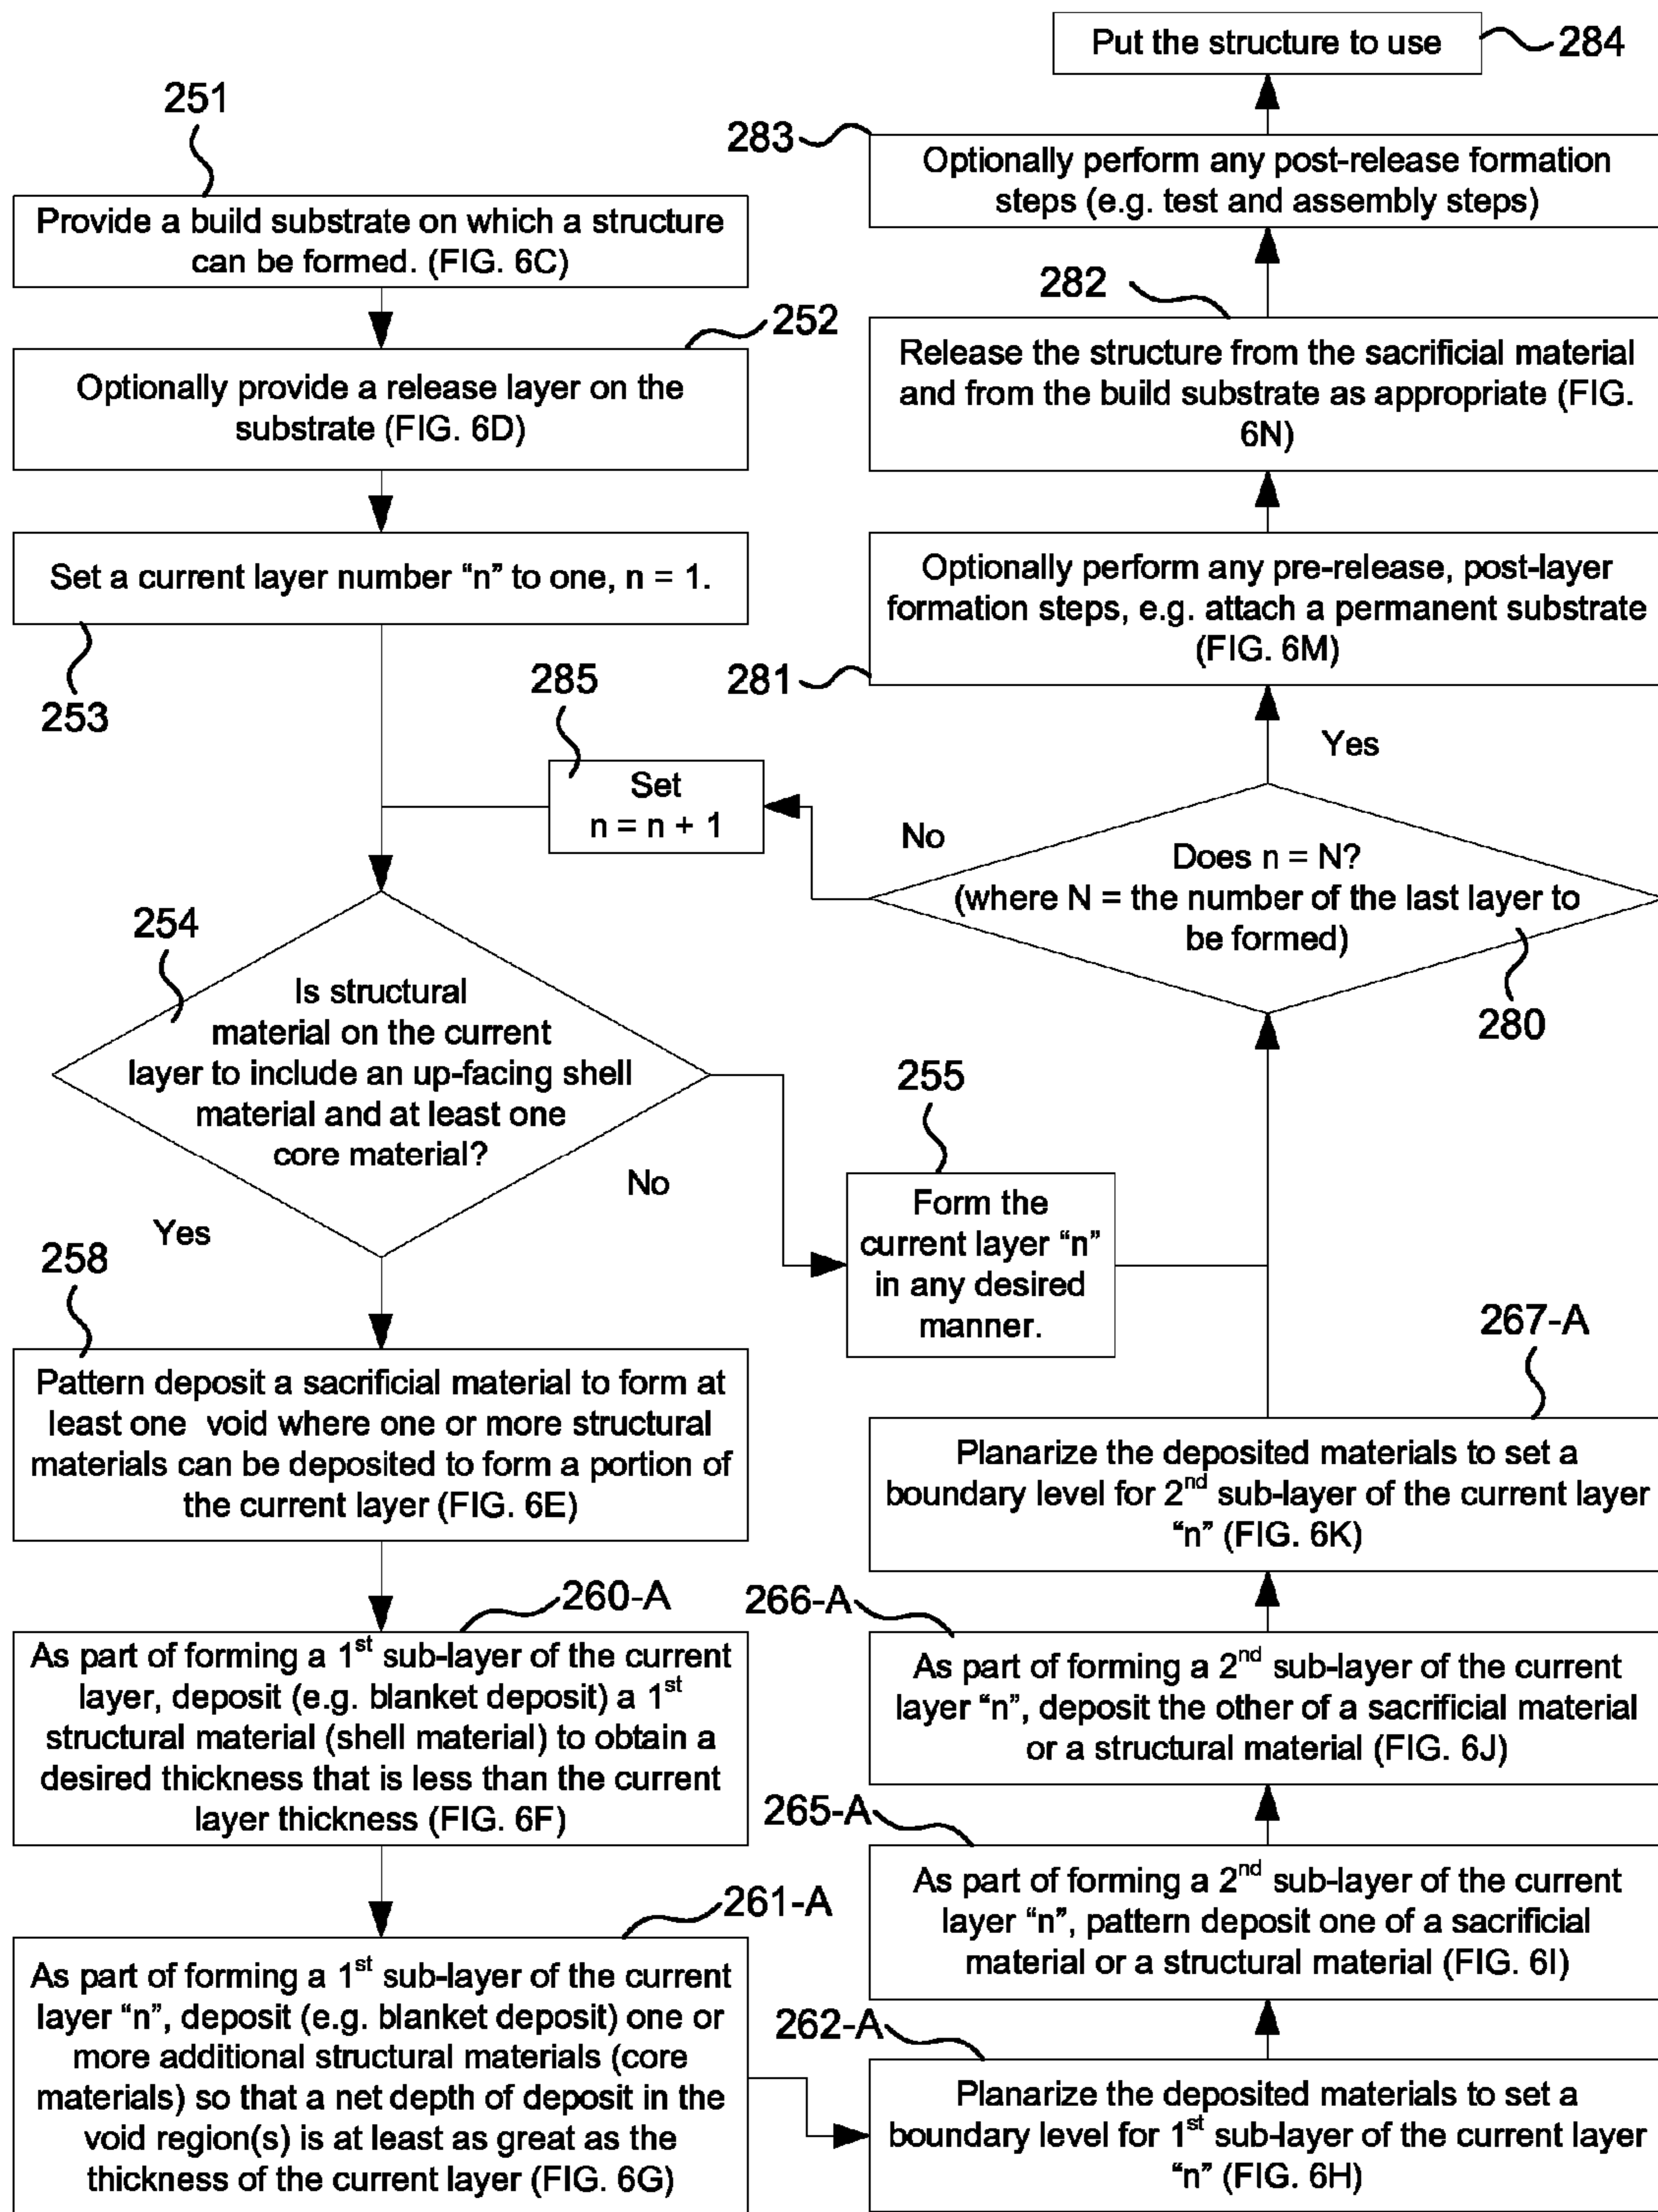 251
Provide a build substrate on which a structure
can be formed. (FIG. 6C)
252
Optionally provide a release layer on the
substrate (FIG. 6D)
Set a current layer number “n” to one, n = 1.
253
285
Set
n = n + 1
254
Is structural
material on the current
layer to include an up-facing shell
material and at least one
core material?
No
Yes
255
Form the
current layer “n”
in any desired
manner.
258
Pattern deposit a sacrificial material to form at
least one void where one or more structural
materials can be deposited to form a portion of
the current layer (FIG. 6E)
260-A
As part of forming a 1st sub-layer of the current
layer, deposit (e.g. blanket deposit) a 1st
structural material (shell material) to obtain a
desired thickness that is less than the current
layer thickness (FIG. 6F)
261-A
As part of forming a 1st sub-layer of the current
layer “n”, deposit (e.g. blanket deposit) one or
more additional structural materials (core
materials) so that a net depth of deposit in the
void region(s) is at least as great as the
thickness of the current layer (FIG. 6G)
262-A
Planarize the deposited materials to set a
boundary level for 1st sub-layer of the current layer
“n” (FIG. 6H)
265-A
As part of forming a 2nd sub-layer of the current
layer “n”, pattern deposit one of a sacrificial
material or a structural material (FIG. 6I)
266-A
As part of forming a 2nd sub-layer of the current
layer “n”, deposit the other of a sacrificial material
or a structural material (FIG. 6J)
267-A
Planarize the deposited materials to set a
boundary level for 2nd sub-layer of the current layer
“n” (FIG. 6K)
280
Does n = N?
(where N = the number of the last layer to
be formed)
No
Yes
281
Optionally perform any pre-release, post-layer
formation steps, e.g. attach a permanent substrate
(FIG. 6M)
282
Release the structure from the sacrificial material
and from the build substrate as appropriate (FIG.
6N)
283
Optionally perform any post-release formation
steps (e.g. test and assembly steps)
Put the structure to use
284